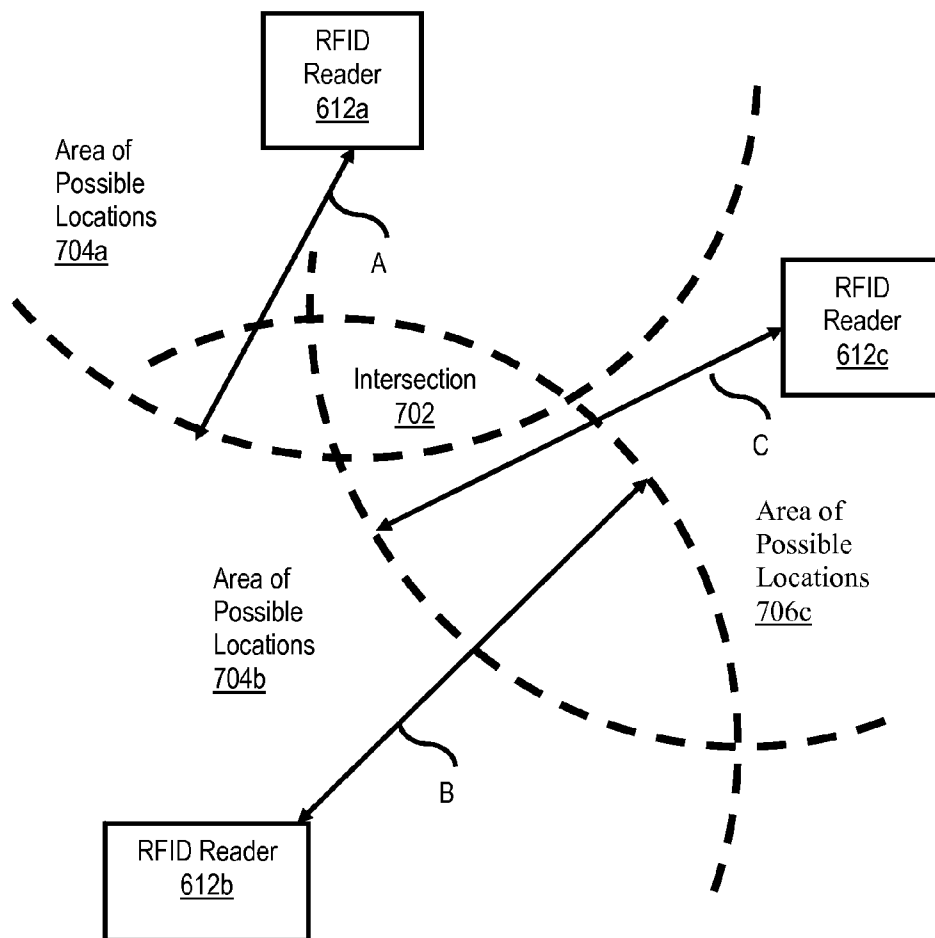 RFID
Reader
612a
Area of
Possible
Locations
704a
A
RFID
Reader
612c
Intersection
702
C
Area of
Possible
Locations
706c
Area of
Possible
Locations
704b
B
RFID Reader
612b